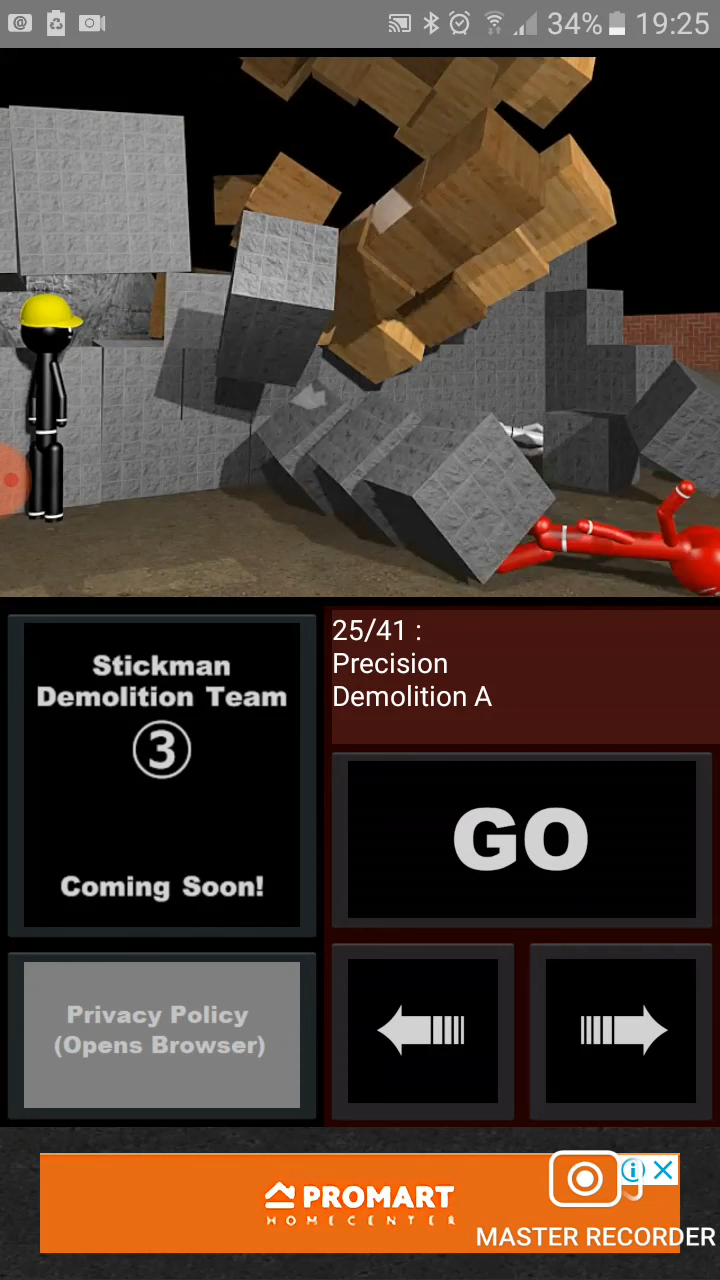 34% 19:25
Stickman
Demolition Team
3
Coming Soon!
25/41 :
Precision
Demolition A
GO
Privacy Policy
(Opens Browser)
PROMART
HOMECENTER
MASTER RECORDER